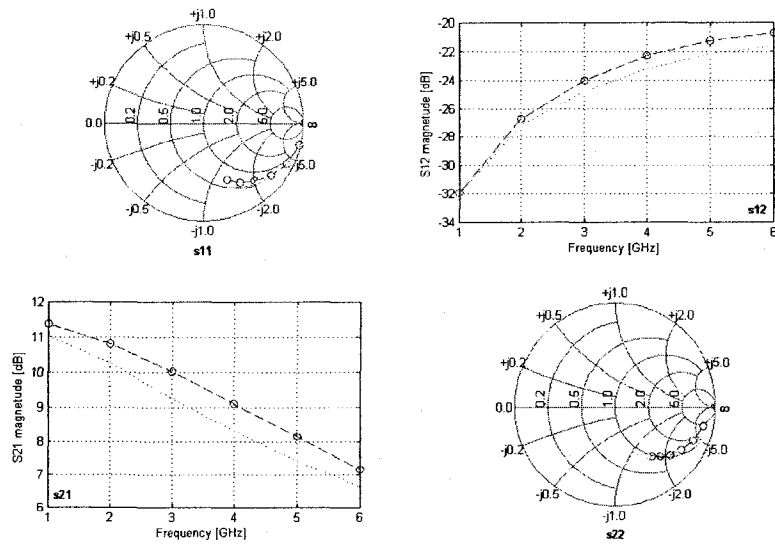 +j1.0
+j0.5
+j2.0
+j0.2
+j5.0
0.0
0.2
0.5
1.0
2.0
5.0
∞
-j0.2
-j5.0
-j0.5
-j2.0
-j1.0
s11
S12 magnetude [dB]
-20
-22
-24
-26
-28
-30
-32
-34
1
2
3
4
5
6
s12
Frequency [GHz]
S21 magnetude [dB]
12
11
10
9
8
7
6
s21
1
2
3
4
5
6
Frequency [GHz]
+j1.0
+j0.5
+j2.0
+j0.2
+j5.0
0.0
0.2
0.5
1.0
2.0
5.0
∞
-j0.2
-j5.0
-j0.5
-j2.0
-j1.0
s22